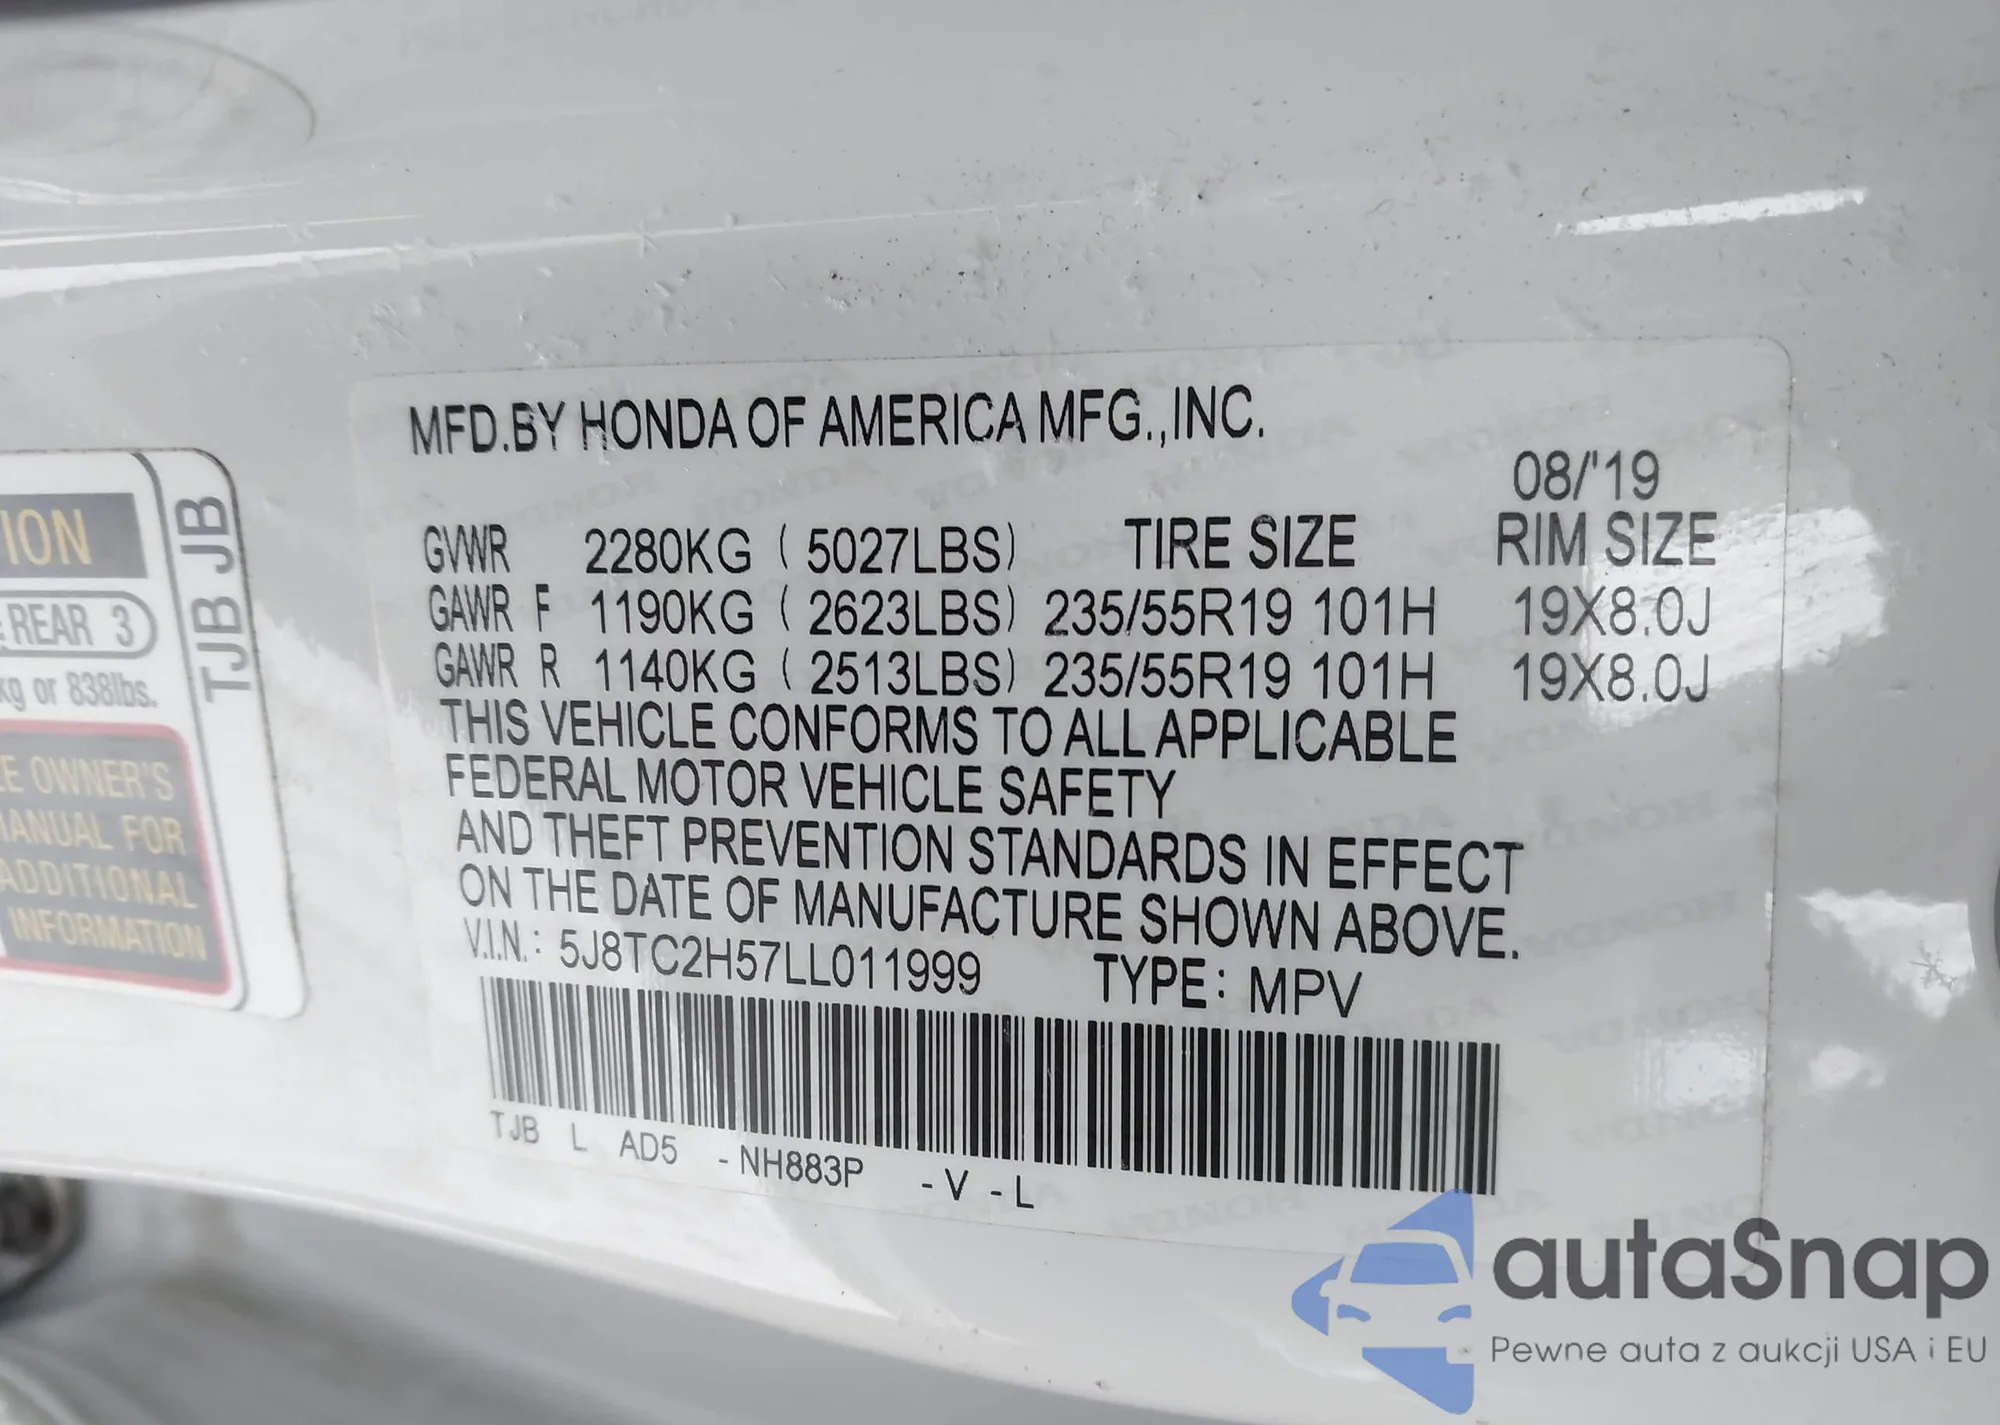 MFD.BY HONDA OF AMERICA MFG.,INC.
08/'19
GVWR 2280KG ( 5027LBS) TIRE SIZE RIM SIZE
GAWR F 1190KG ( 2623LBS) 235/55R19 101H 19X8.0J
GAWR R 1140KG ( 2513LBS) 235/55R19 101H 19X8.0J
THIS VEHICLE CONFORMS TO ALL APPLICABLE
FEDERAL MOTOR VEHICLE SAFETY
AND THEFT PREVENTION STANDARDS IN EFFECT
ON THE DATE OF MANUFACTURE SHOWN ABOVE.
V.I.N.: 5J8TC2H57LL011999 TYPE: MPV
TJB L AD5 -NH883P -V -L
ION
REAR 3
kg or 838lbs.
OWNER'S
FOR
ADDITIONAL
INFORMATION
TJB JB
autaSnap
Pewne auta z aukcji USA i EU